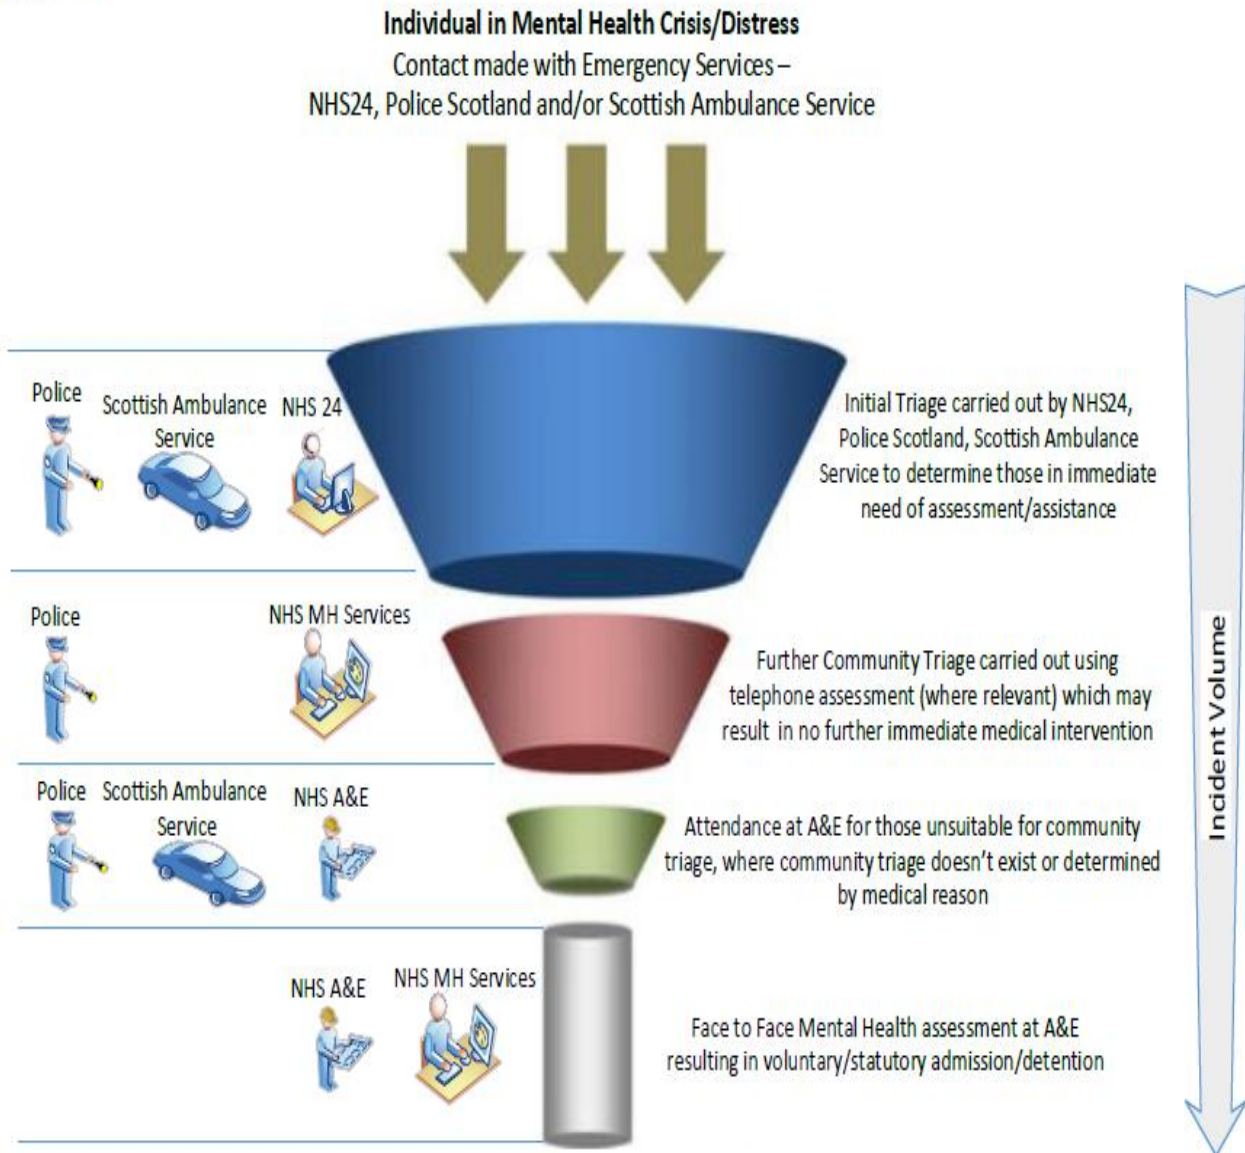 Individual in Mental Health Crisis/Distress
Contact made with Emergency Services –
NHS24, Police Scotland and/or Scottish Ambulance Service
Police
Scottish Ambulance
Service
NHS 24
Initial Triage carried out by NHS24,
Police Scotland, Scottish Ambulance
Service to determine those in immediate
need of assessment/assistance
Police
NHS MH Services
Further Community Triage carried out using
telephone assessment (where relevant) which may
result in no further immediate medical intervention
Police
Scottish Ambulance
Service
NHS A&E
Attendance at A&E for those unsuitable for community
triage, where community triage doesn't exist or determined
by medical reason
NHS A&E
NHS MH Services
Face to Face Mental Health assessment at A&E
resulting in voluntary/statutory admission/detention
Incident Volume